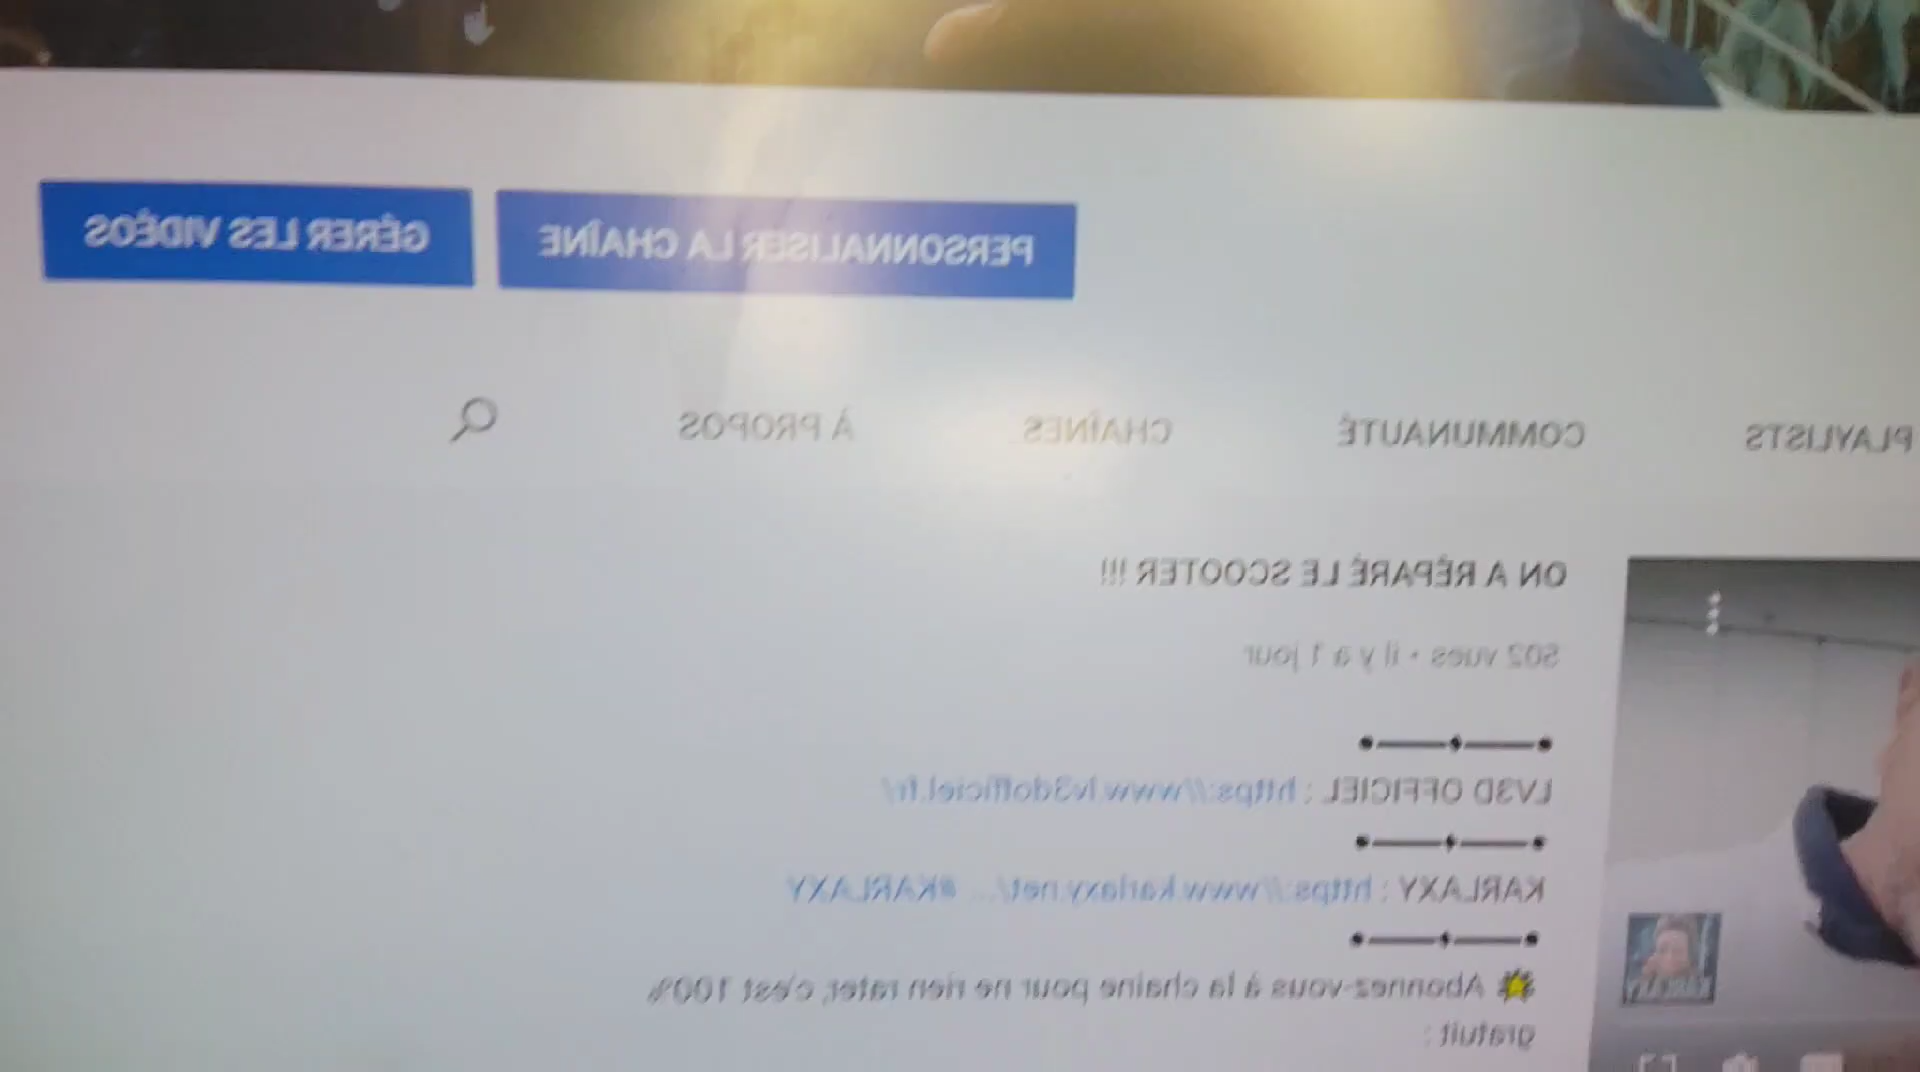 PERSONNALISER LA CHAÎNE GÉRER LES VIDÉOS
PLAYLISTS COMMUNAUTÉ CHAÎNES À PROPOS
ON A RÉPARÉ LE SCOOTER !!!
502 vues • il y a 1 jour
LV3D OFFICIEL : https://www.lv3dofficiel.fr/
KARLAXY : https://www.karlaxy.net/... #KARLAXY
Abonnez-vous à la chaine pour ne rien rater, c'est 100%
gratuit :